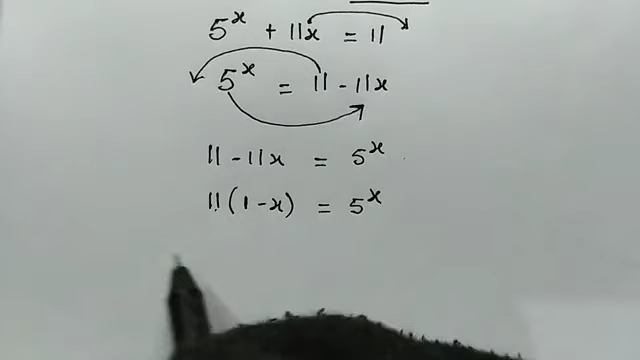 5^x + 11x = 11
5^x = 11 - 11x
11 - 11x = 5^x
11(1 - x) = 5^x